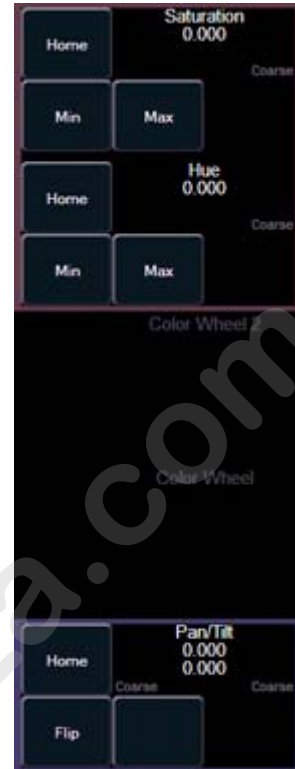 Saturation
0.000
Home
Coarse
Min Max
Hue
0.000
Home
Coarse
Min Max
Color Wheel 2
Color Wheel
Pan/Tilt
0.000
0.000
Home
Coarse Coarse
Flip